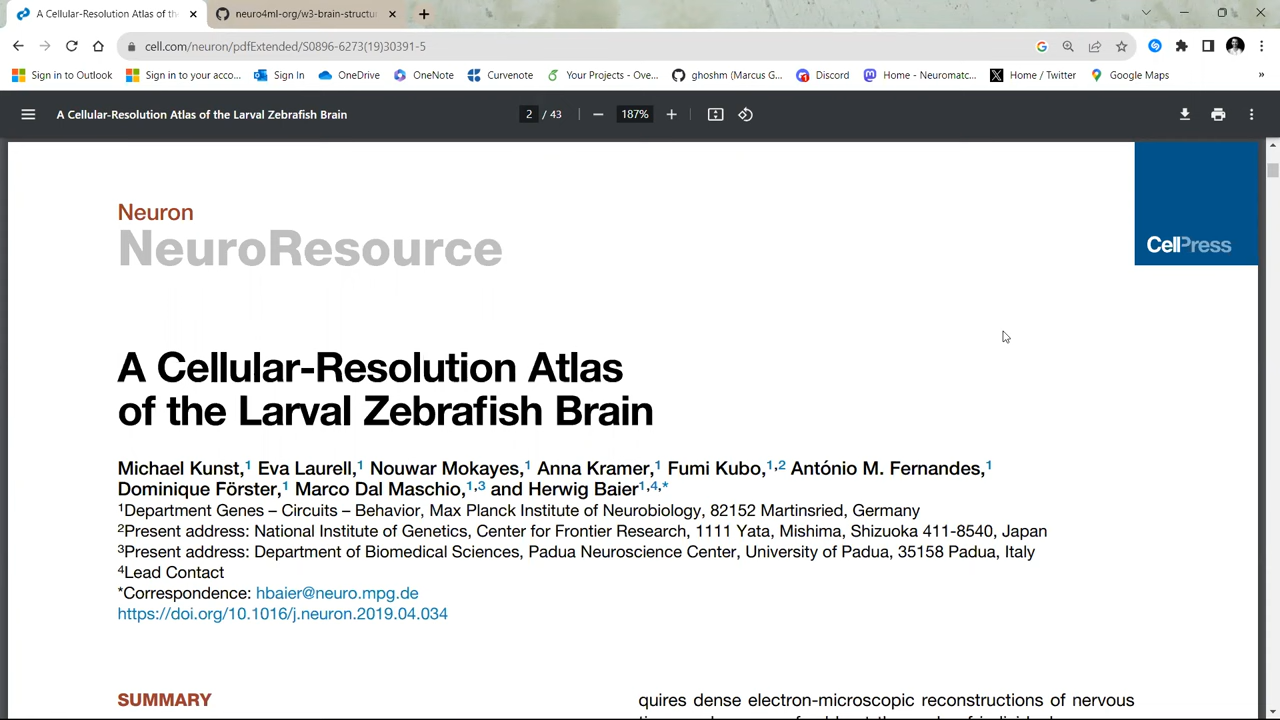 A Cellular-Resolution Atlas of th
neuro4ml-org/w3-brain-structu
cell.com/neuron/pdfExtended/S0896-6273(19)30391-5
Sign in to Outlook
Sign in to your acco...
Sign In
OneDrive
OneNote
Curvenote
Your Projects - Ove...
ghoshm (Marcus G...
Discord
Home - Neuromatc...
Home / Twitter
Google Maps
»
A Cellular-Resolution Atlas of the Larval Zebrafish Brain
2 / 43
187%
Neuron
NeuroResource
CellPress
A Cellular-Resolution Atlas
of the Larval Zebrafish Brain
Michael Kunst,1 Eva Laurell,1 Nouwar Mokayes,1 Anna Kramer,1 Fumi Kubo,1,2 António M. Fernandes,1
Dominique Förster,1 Marco Dal Maschio,1,3 and Herwig Baier1,4,*
1Department Genes – Circuits – Behavior, Max Planck Institute of Neurobiology, 82152 Martinsried, Germany
2Present address: National Institute of Genetics, Center for Frontier Research, 1111 Yata, Mishima, Shizuoka 411-8540, Japan
3Present address: Department of Biomedical Sciences, Padua Neuroscience Center, University of Padua, 35158 Padua, Italy
4Lead Contact
*Correspondence: hbaier@neuro.mpg.de
https://doi.org/10.1016/j.neuron.2019.04.034
SUMMARY
quires dense electron-microscopic reconstructions of nervous